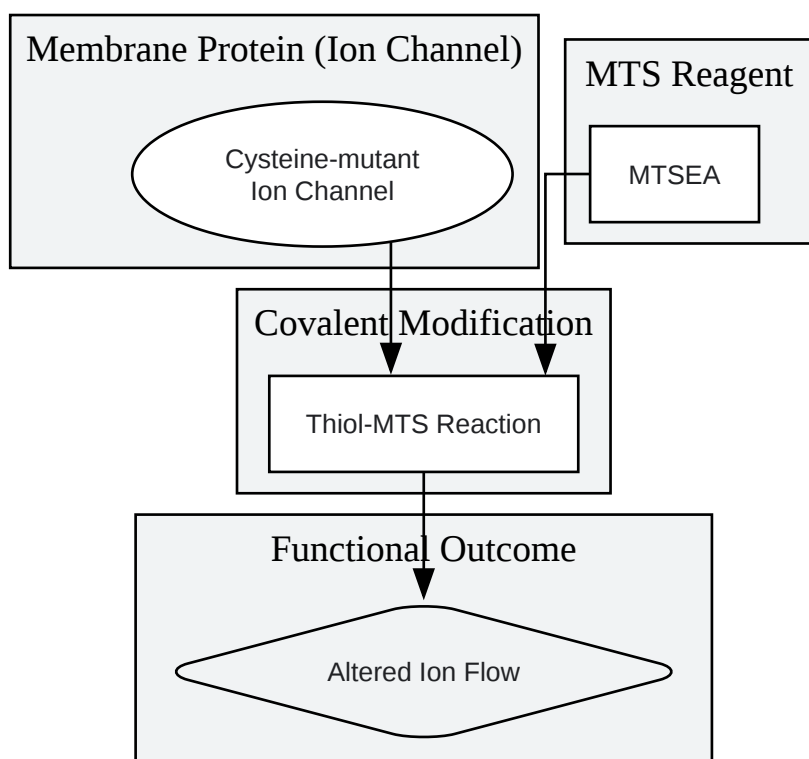 Membrane Protein (Ion Channel)
MTS Reagent
Cysteine-mutant
Ion Channel
MTSEA
Covalent Modification
Thiol-MTS Reaction
Functional Outcome
Altered Ion Flow